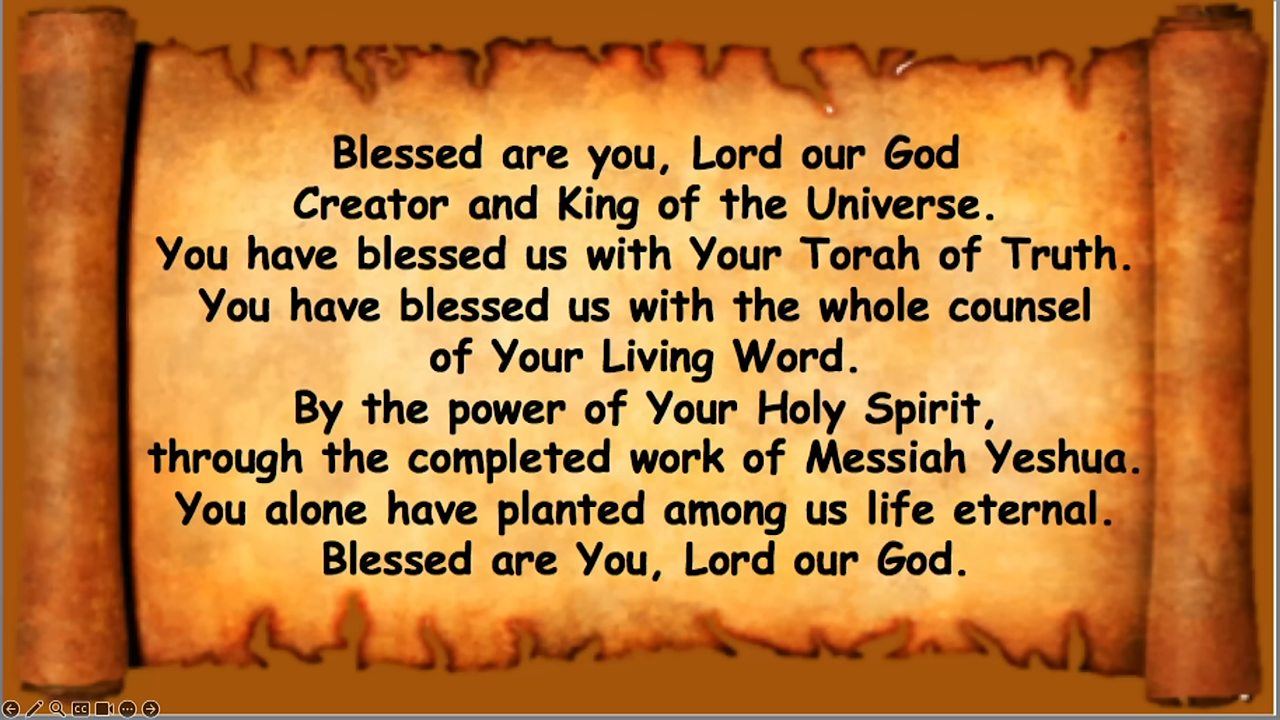 Blessed are you, Lord our God
Creator and King of the Universe.
You have blessed us with Your Torah of Truth.
You have blessed us with the whole counsel
of Your Living Word.
By the power of Your Holy Spirit,
through the completed work of Messiah Yeshua.
You alone have planted among us life eternal.
Blessed are You, Lord our God.
CC